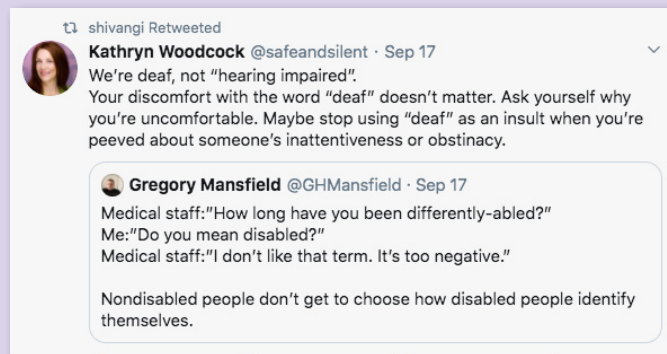 shivangi Retweeted
Kathryn Woodcock @safeandsilent · Sep 17
We’re deaf, not “hearing impaired”.
Your discomfort with the word “deaf” doesn’t matter. Ask yourself why
you’re uncomfortable. Maybe stop using “deaf” as an insult when you’re
peeved about someone’s inattentiveness or obstinacy.
Gregory Mansfield @GHMansfield · Sep 17
Medical staff:"How long have you been differently-abled?”
Me:"Do you mean disabled?”
Medical staff:"I don’t like that term. It’s too negative.”
Nondisabled people don’t get to choose how disabled people identify
themselves.